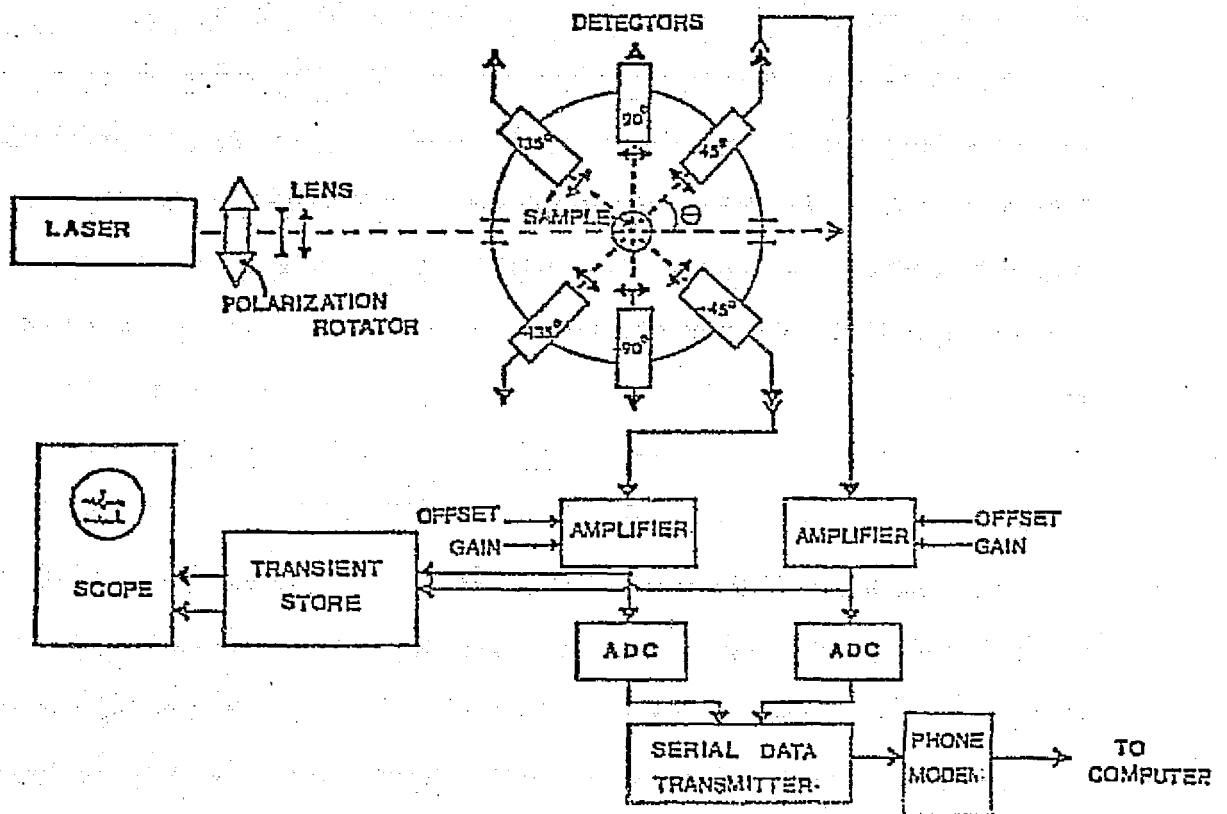 DETECTORS
135°
90°
45°
LENS
LASER
SAMPLE
Θ
POLARIZATION
ROTATOR
-135°
-90°
-45°
OFFSET
GAIN
AMPLIFIER
AMPLIFIER
OFFSET
GAIN
SCOPE
TRANSIENT
STORE
ADC
ADC
SERIAL DATA
TRANSMITTER
PHONE
MODEM
TO
COMPUTER